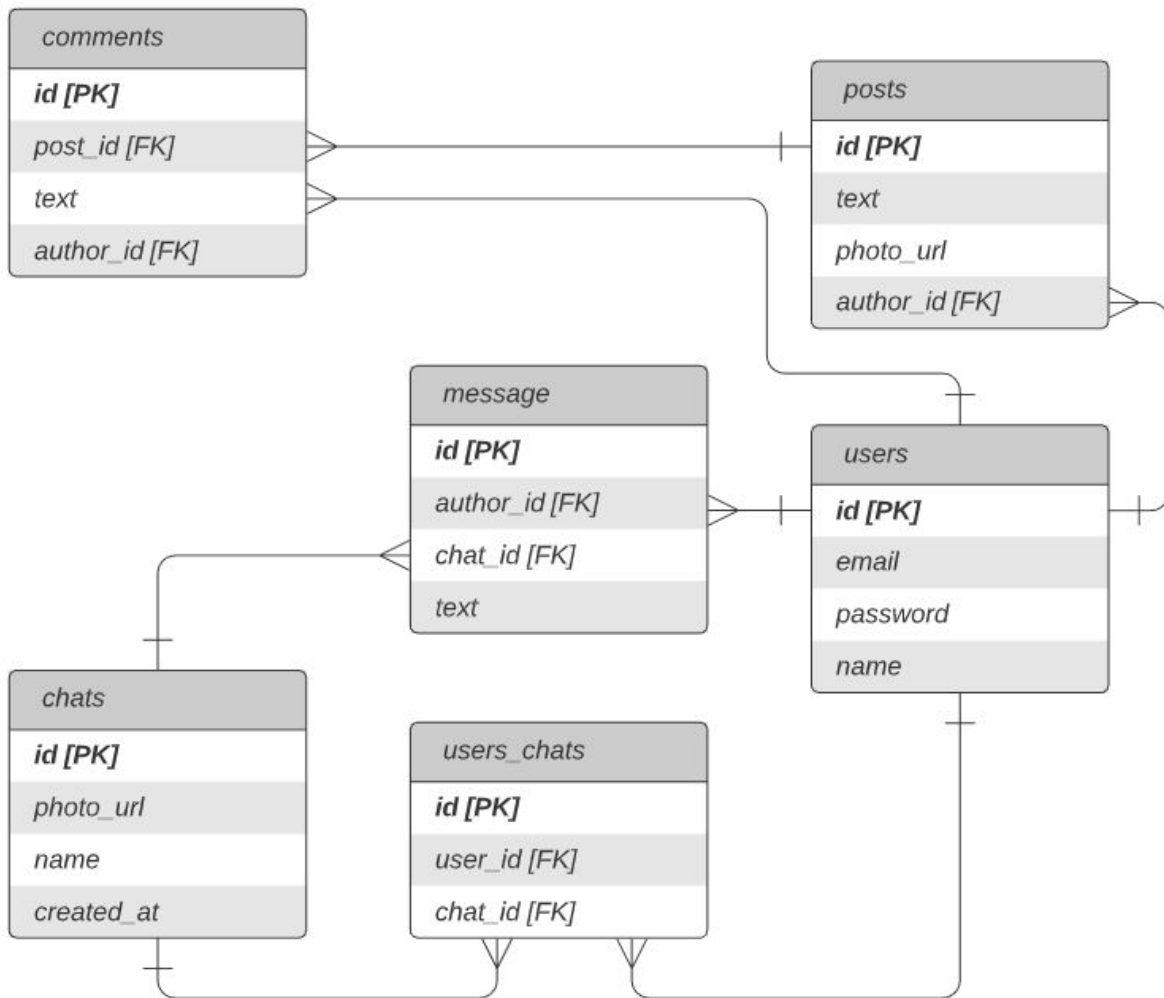 comments
id [PK]
post_id [FK]
text
author_id [FK]
posts
id [PK]
text
photo_url
author_id [FK]
message
id [PK]
author_id [FK]
chat_id [FK]
text
users
id [PK]
email
password
name
chats
id [PK]
photo_url
name
created_at
users_chats
id [PK]
user_id [FK]
chat_id [FK]